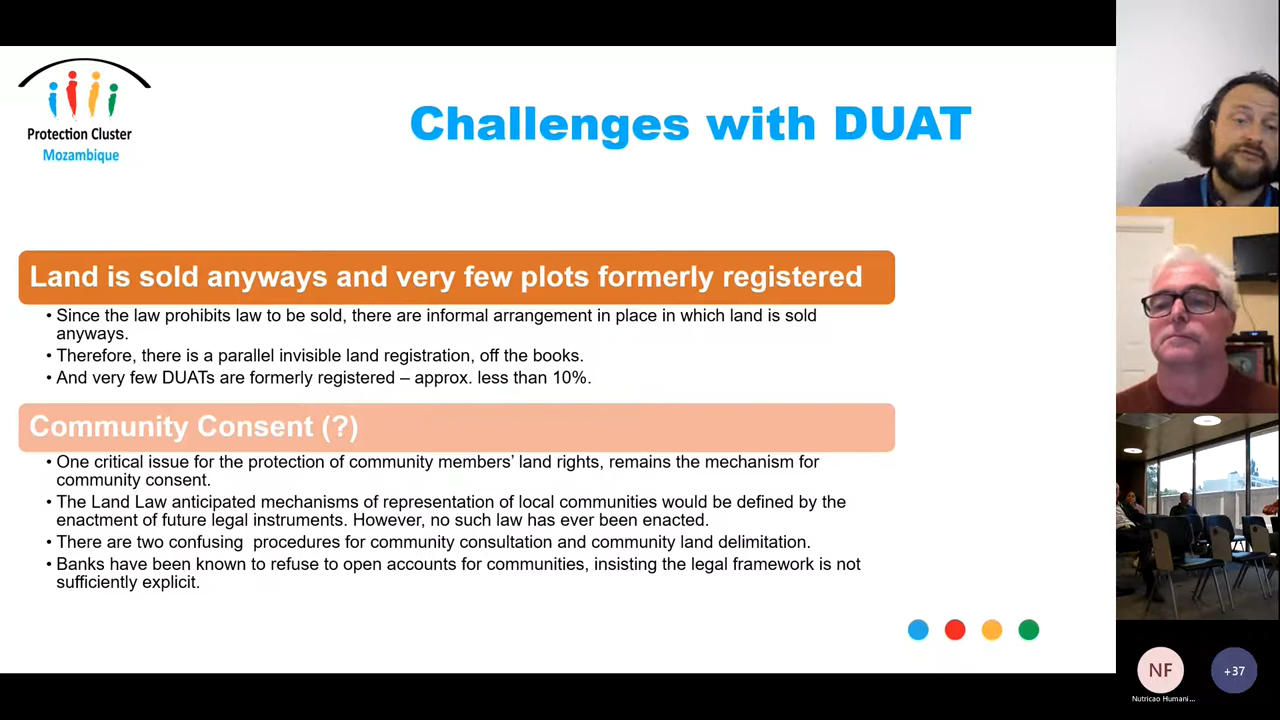 Protection Cluster
Mozambique
Challenges with DUAT
Land is sold anyways and very few plots formerly registered
• Since the law prohibits law to be sold, there are informal arrangement in place in which land is sold
anyways.
• Therefore, there is a parallel invisible land registration, off the books.
• And very few DUATs are formerly registered – approx. less than 10%.
Community Consent (?)
• One critical issue for the protection of community members’ land rights, remains the mechanism for
community consent.
• The Land Law anticipated mechanisms of representation of local communities would be defined by the
enactment of future legal instruments. However, no such law has ever been enacted.
• There are two confusing  procedures for community consultation and community land delimitation.
• Banks have been known to refuse to open accounts for communities, insisting the legal framework is not
sufficiently explicit.
NF
+37
Nutricao Humani...